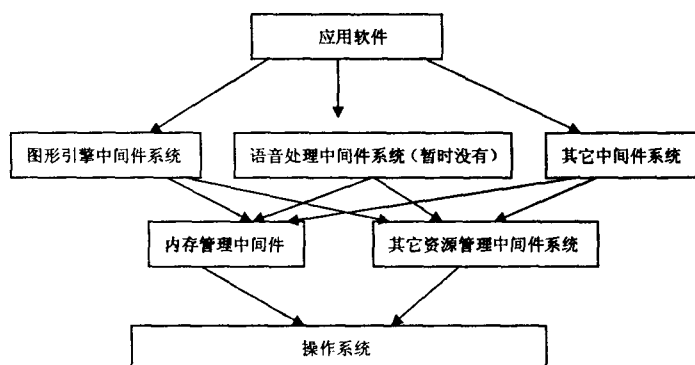 应用软件
图形引擎中间件系统
语音处理中间件系统(暂时没有)
其它中间件系统
内存管理中间件
其它资源管理中间件系统
操作系统